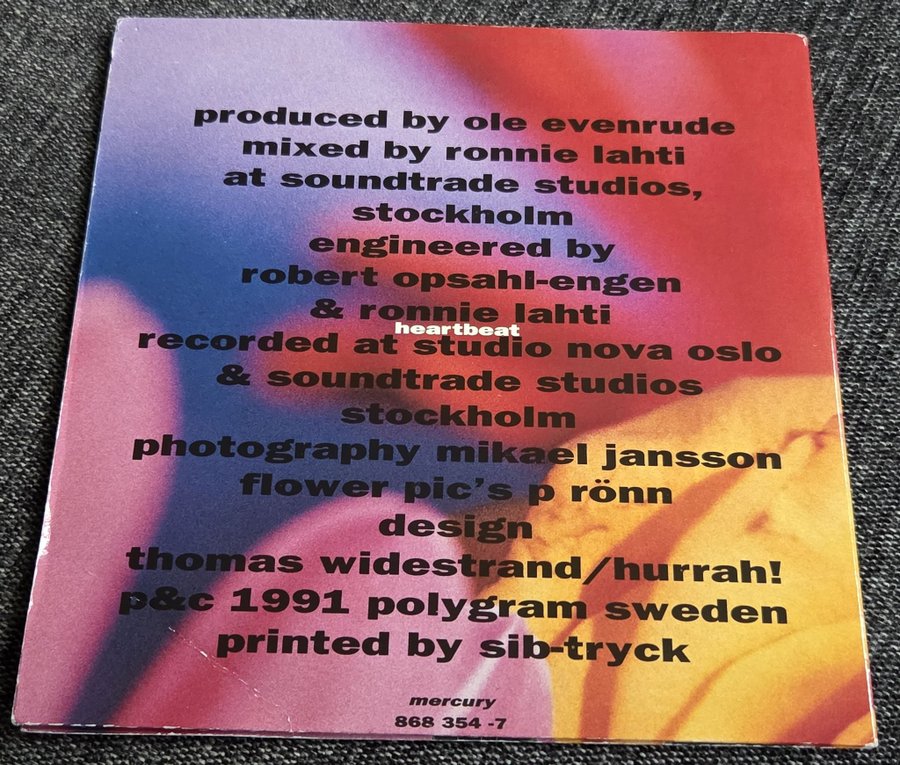 produced by ole evenrude
mixed by ronnie lahti
at soundtrade studios,
stockholm
engineered by
robert opsahl-engen
& ronnie lahti
heartbeat
recorded at studio nova oslo
& soundtrade studios
stockholm
photography mikael jansson
flower pic's p rönn
design
thomas widestrand/hurrah!
p&c 1991 polygram sweden
printed by sib-tryck
mercury
868 354 -7